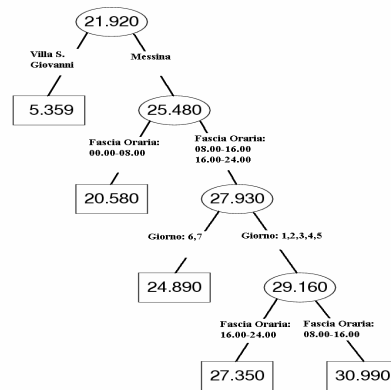 21.920
Villa S.
Giovanni
Messina
5.359
25.480
Fascia Oraria:
00.00-08.00
Fascia Oraria:
08.00-16.00
16.00-24.00
20.580
27.930
Giorno: 6,7
Giorno: 1,2,3,4,5
24.890
29.160
Fascia Oraria:
16.00-24.00
Fascia Oraria:
08.00-16.00
27.350
30.990